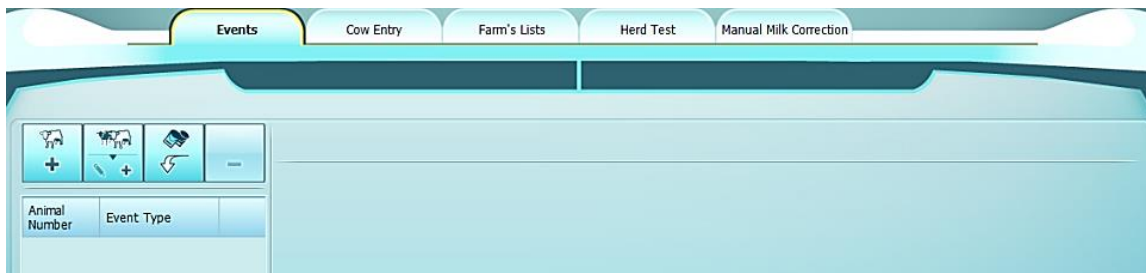 Events Cow Entry Farm's Lists Herd Test Manual Milk Correction
Animal
Number
Event Type